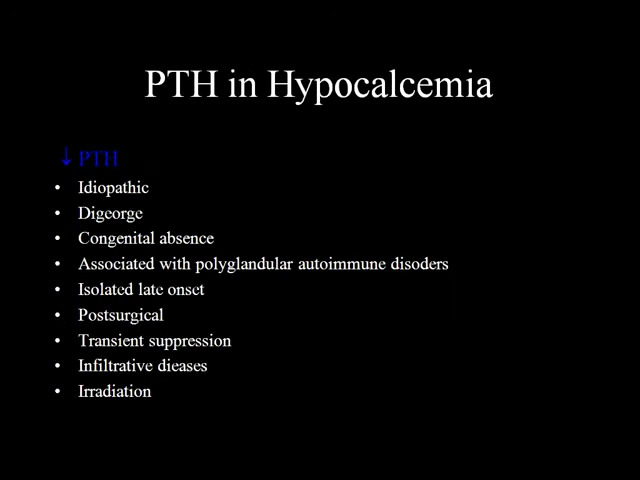 PTH in Hypocalcemia
↓ PTH
• Idiopathic
• Digeorge
• Congenital absence
• Associated with polyglandular autoimmune disoders
• Isolated late onset
• Postsurgical
• Transient suppression
• Infiltrative dieases
• Irradiation